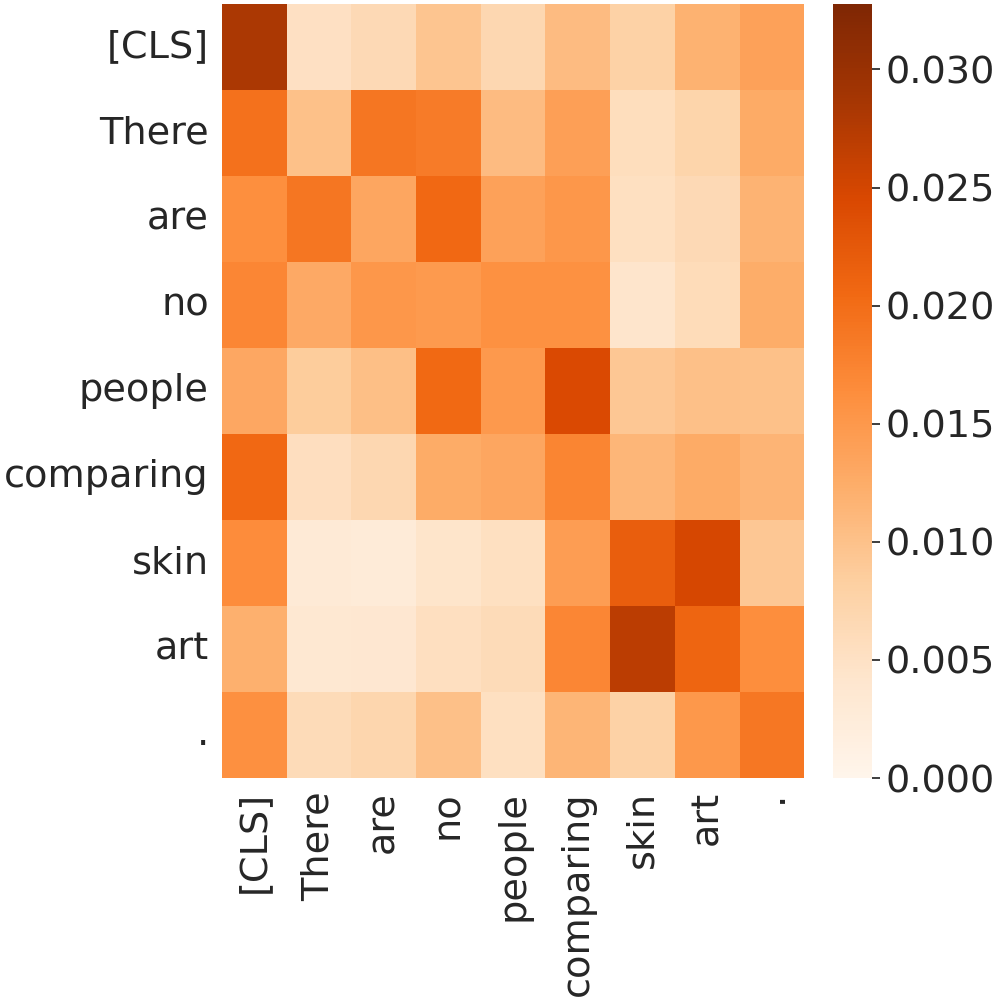 [CLS]
There
are
no
people
comparing
skin
art
.
[CLS]
There
are
no
people
comparing
skin
art
.
0.030
0.025
0.020
0.015
0.010
0.005
0.000